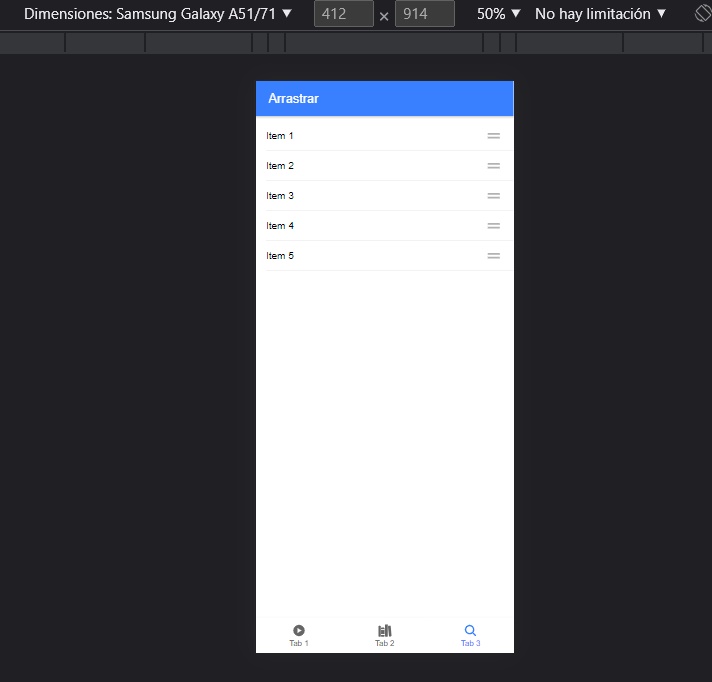 Dimensiones: Samsung Galaxy A51/71 ▼ 412 × 914 50% ▼ No hay limitación ▼
Arrastrar
Item 1
Item 2
Item 3
Item 4
Item 5
Tab 1 Tab 2 Tab 3